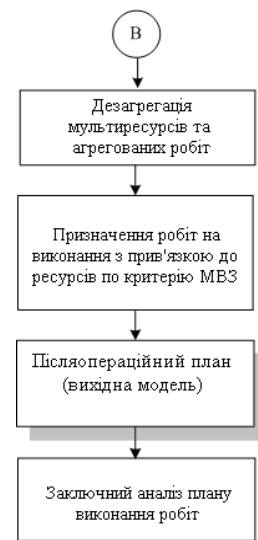 В
Дезагрегація
мультиресурсів та
агрегованих робіт
Призначення робіт на
виконання з прив'язкою до
ресурсів по критерію МВЗ
Післяопераційний план
(вихідна модель)
Заключний аналіз плану
виконання робіт